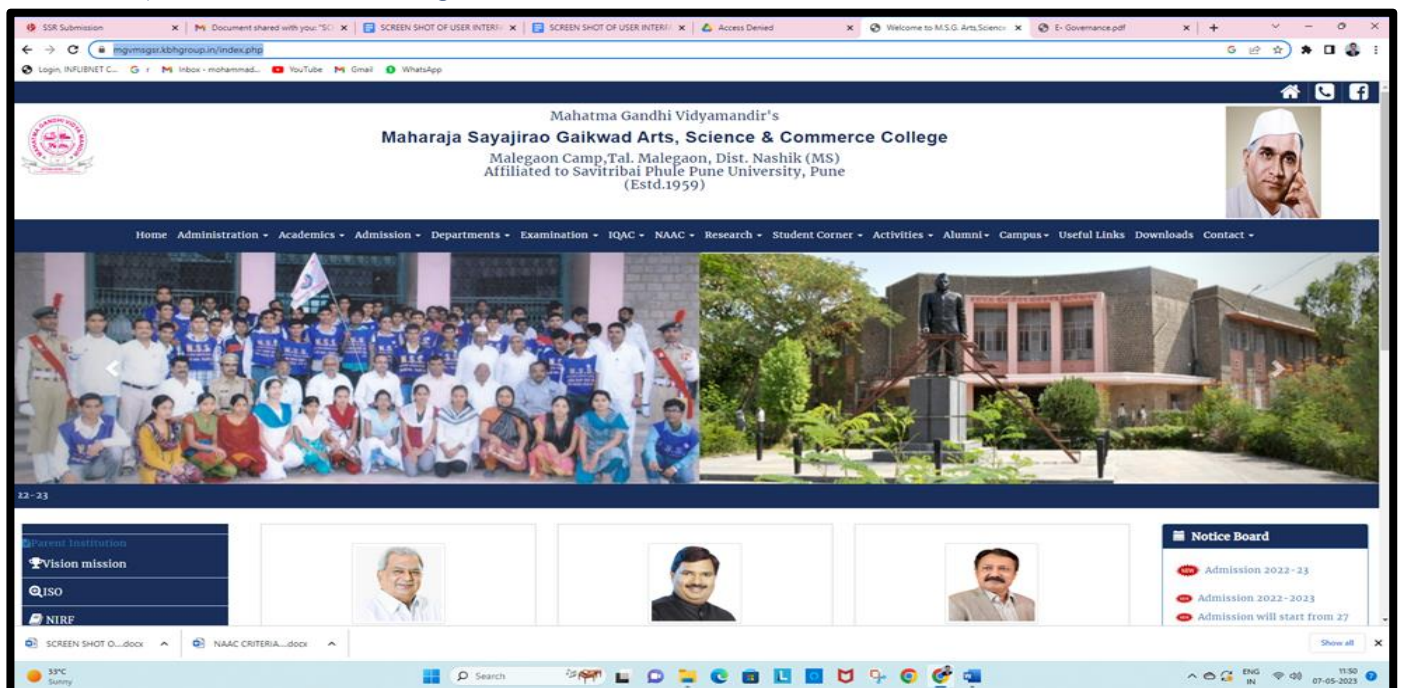 SSR Submission
Document shared with you: "SC
SCREEN SHOT OF USER INTERF
SCREEN SHOT OF USER INTERF
Access Denied
Welcome to M.S.G. Arts,Science
E- Governance.pdf
mgvmsgsr.kbhgroup.in/index.php
Login, INFLIBNET C...
G r
Inbox - mohammad...
YouTube
Gmail
WhatsApp
Mahatma Gandhi Vidyamandir's
Maharaja Sayajirao Gaikwad Arts, Science & Commerce College
Malegaon Camp,Tal. Malegaon, Dist. Nashik (MS)
Affiliated to Savitribai Phule Pune University, Pune
(Estd.1959)
Home Administration Academics Admission Departments Examination IQAC NAAC Research Student Corner Activities Alumni Campus Useful Links Downloads Contact
22-23
Parent Institution
Vision mission
ISO
NIRF
Notice Board
Admission 2022-23
Admission 2022-2023
Admission will start from 27
SCREEN SHOT O....docx
NAAC CRITERIA....docx
Show all
53°C
Sunny
Search
ENG
IN
11:50
07-05-2023